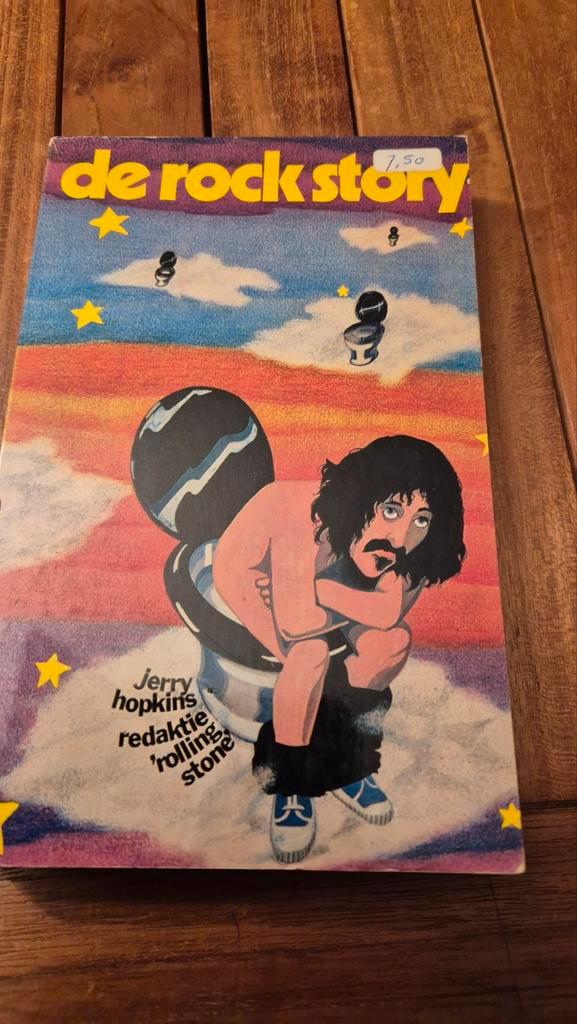 de rock story
7,50
jerry
hopkins
redaktie
'rolling
stone'